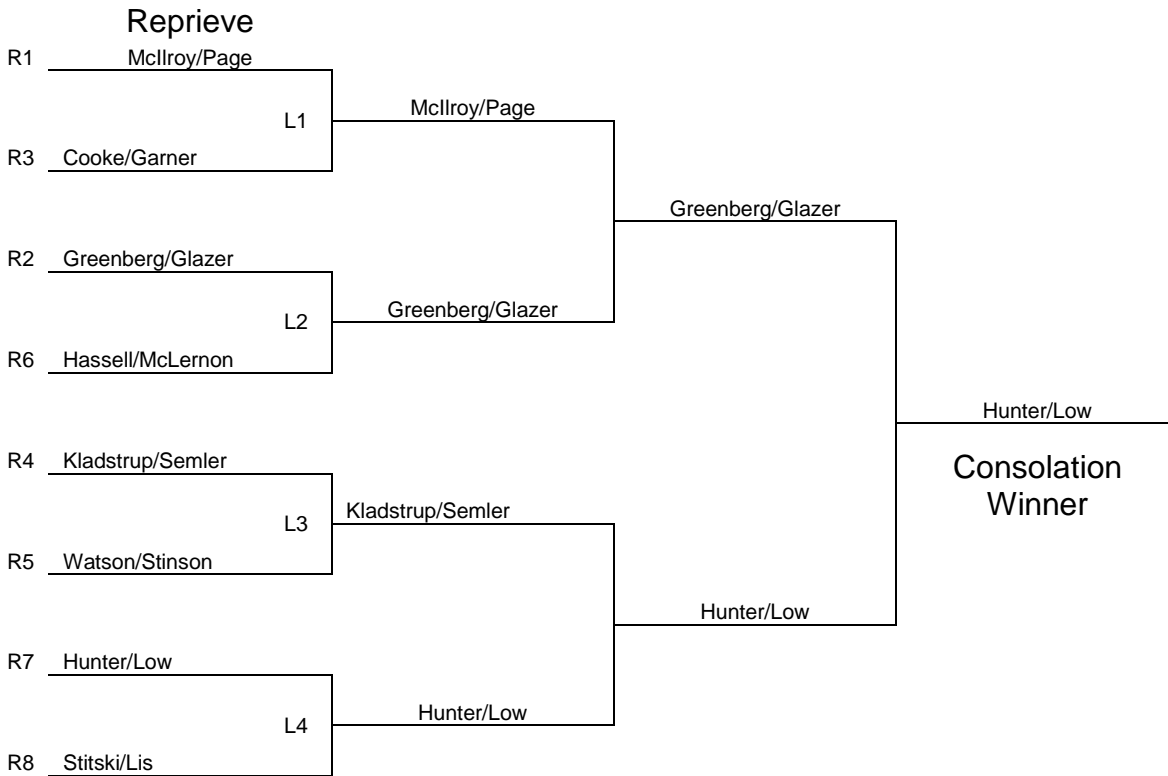 Reprieve
R1 McIlroy/Page
L1 McIlroy/Page
R3 Cooke/Garner
Greenberg/Glazer
R2 Greenberg/Glazer
L2 Greenberg/Glazer
R6 Hassell/McLernon
Hunter/Low
Consolation
Winner
R4 Kladstrup/Semler
L3 Kladstrup/Semler
R5 Watson/Stinson
Hunter/Low
R7 Hunter/Low
L4 Hunter/Low
R8 Stitski/Lis